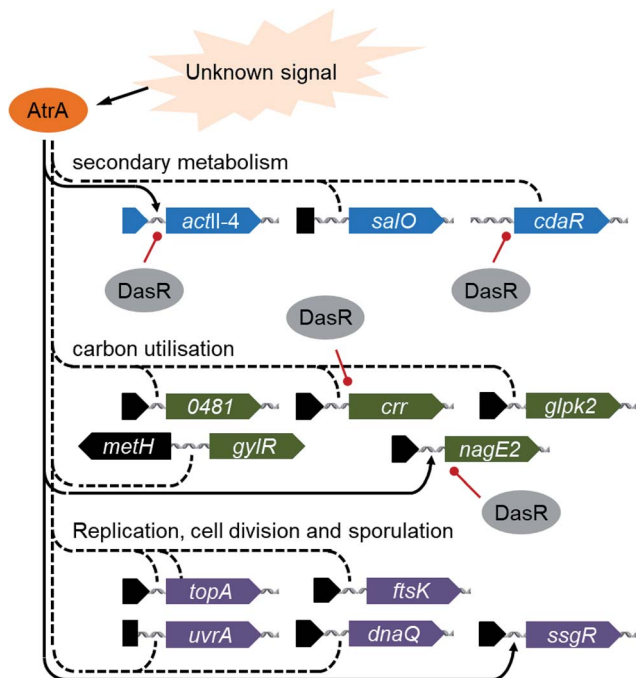 Unknown signal
AtrA
secondary metabolism
actII-4
salO
cdaR
DasR
DasR
DasR
carbon utilisation
0481
crr
glpk2
metH
gylR
nagE2
DasR
Replication, cell division and sporulation
topA
ftsK
uvrA
dnaQ
ssgR